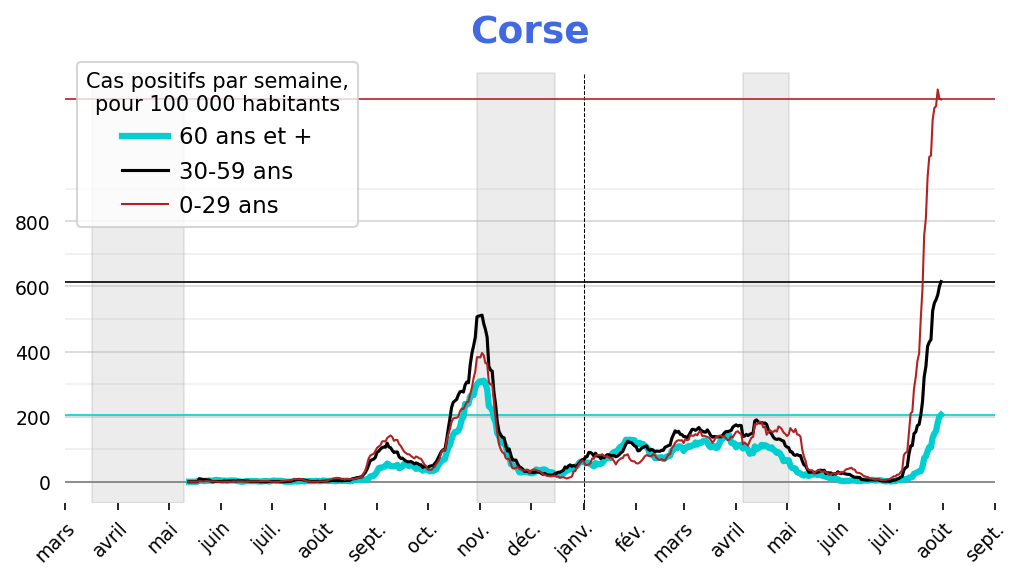 Corse
Cas positifs par semaine,
pour 100 000 habitants
60 ans et +
30-59 ans
0-29 ans
800
600
400
200
0
mars avril mai juin juil. août sept. oct. nov. déc. janv. fév. mars avril mai juin juil. août sept.